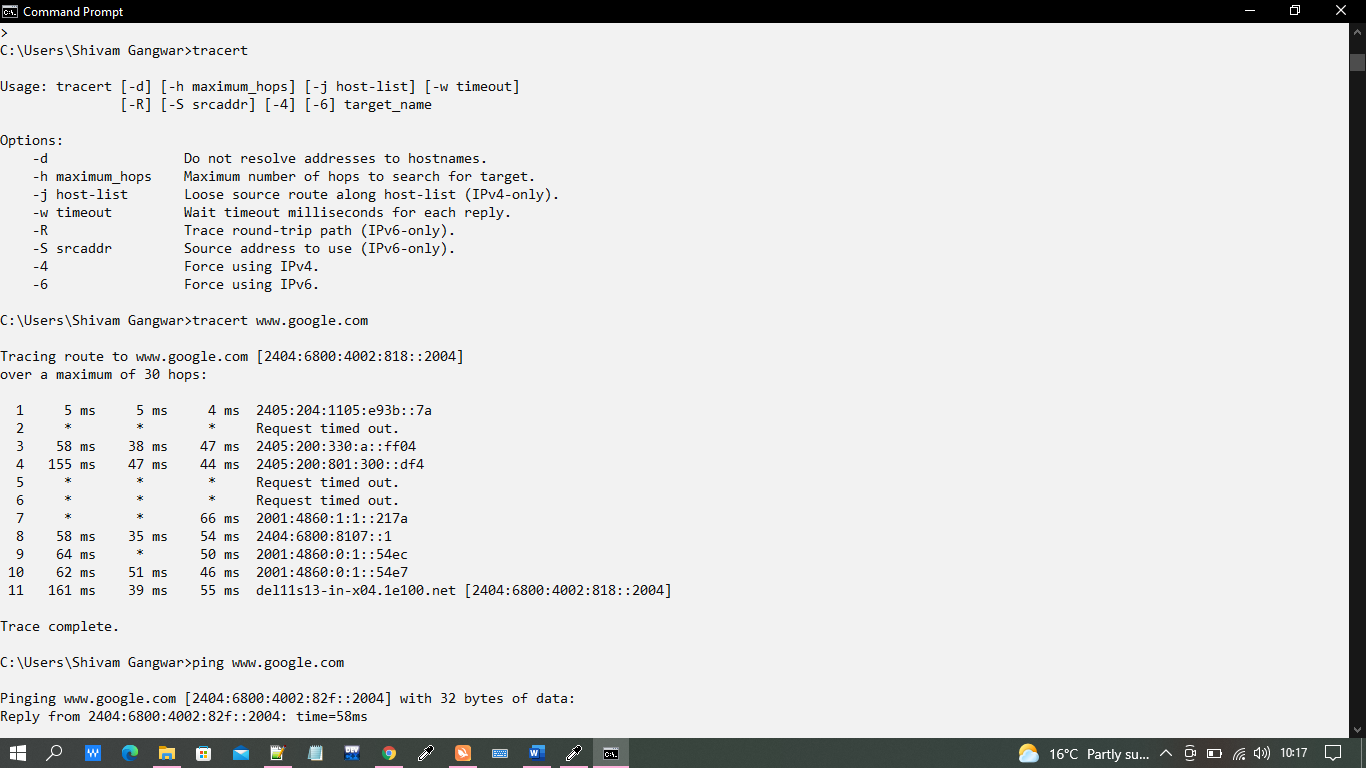 Command Prompt
>
C:\Users\Shivam Gangwar>tracert
Usage: tracert [-d] [-h maximum_hops] [-j host-list] [-w timeout]
               [-R] [-S srcaddr] [-4] [-6] target_name
Options:
    -d                 Do not resolve addresses to hostnames.
    -h maximum_hops    Maximum number of hops to search for target.
    -j host-list       Loose source route along host-list (IPv4-only).
    -w timeout         Wait timeout milliseconds for each reply.
    -R                 Trace round-trip path (IPv6-only).
    -S srcaddr         Source address to use (IPv6-only).
    -4                 Force using IPv4.
    -6                 Force using IPv6.
C:\Users\Shivam Gangwar>tracert www.google.com
Tracing route to www.google.com [2404:6800:4002:818::2004]
over a maximum of 30 hops:
  1     5 ms     5 ms     4 ms  2405:204:1105:e93b::7a
  2     *        *        *     Request timed out.
  3    58 ms    38 ms    47 ms  2405:200:330:a::ff04
  4   155 ms    47 ms    44 ms  2405:200:801:300::df4
  5     *        *        *     Request timed out.
  6     *        *        *     Request timed out.
  7     *        *       66 ms  2001:4860:1:1::217a
  8    58 ms    35 ms    54 ms  2404:6800:8107::1
  9    64 ms     *       50 ms  2001:4860:0:1::54ec
 10    62 ms    51 ms    46 ms  2001:4860:0:1::54e7
 11   161 ms    39 ms    55 ms  del11s13-in-x04.1e100.net [2404:6800:4002:818::2004]
Trace complete.
C:\Users\Shivam Gangwar>ping www.google.com
Pinging www.google.com [2404:6800:4002:82f::2004] with 32 bytes of data:
Reply from 2404:6800:4002:82f::2004: time=58ms
16°C Partly su... 10:17